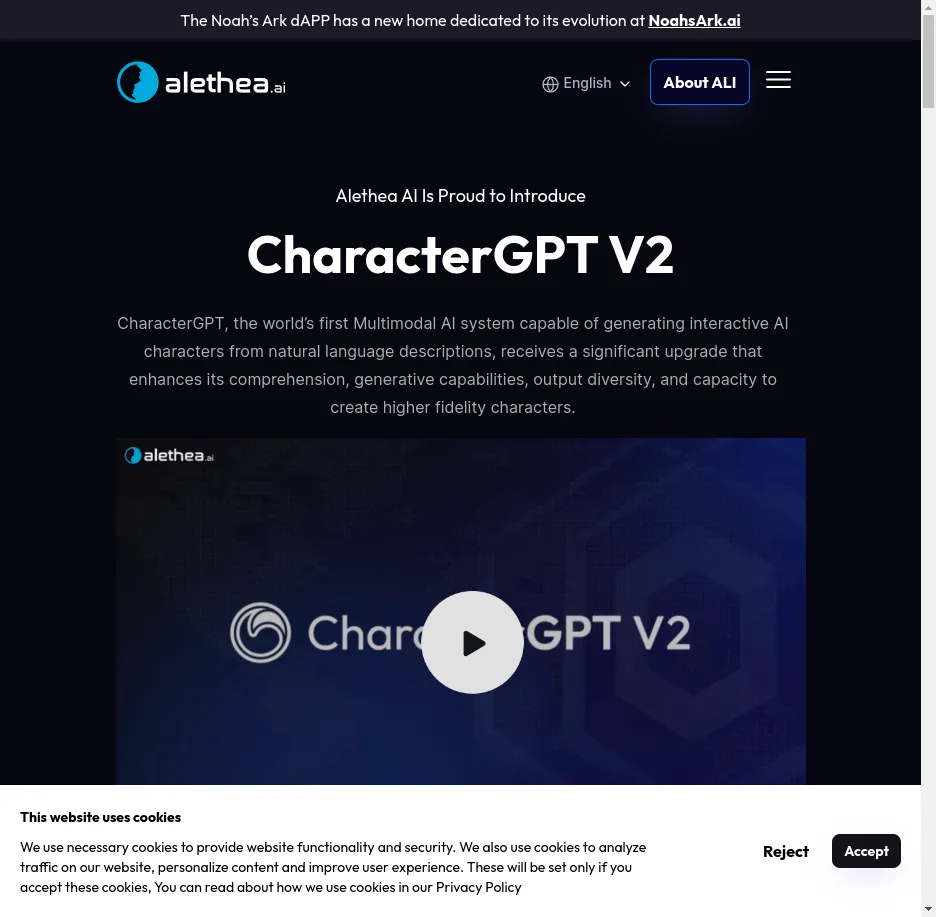 The Noah's Ark dAPP has a new home dedicated to its evolution at NoahsArk.ai
alethea.ai
English
About ALI
Alethea AI Is Proud to Introduce
CharacterGPT V2
CharacterGPT, the world's first Multimodal AI system capable of generating interactive AI
characters from natural language descriptions, receives a significant upgrade that
enhances its comprehension, generative capabilities, output diversity, and capacity to
create higher fidelity characters.
alethea.ai
GPT V2
This website uses cookies
We use necessary cookies to provide website functionality and security. We also use cookies to analyze
traffic on our website, personalize content and improve user experience. These will be set only if you
accept these cookies, You can read about how we use cookies in our Privacy Policy
Reject
Accept